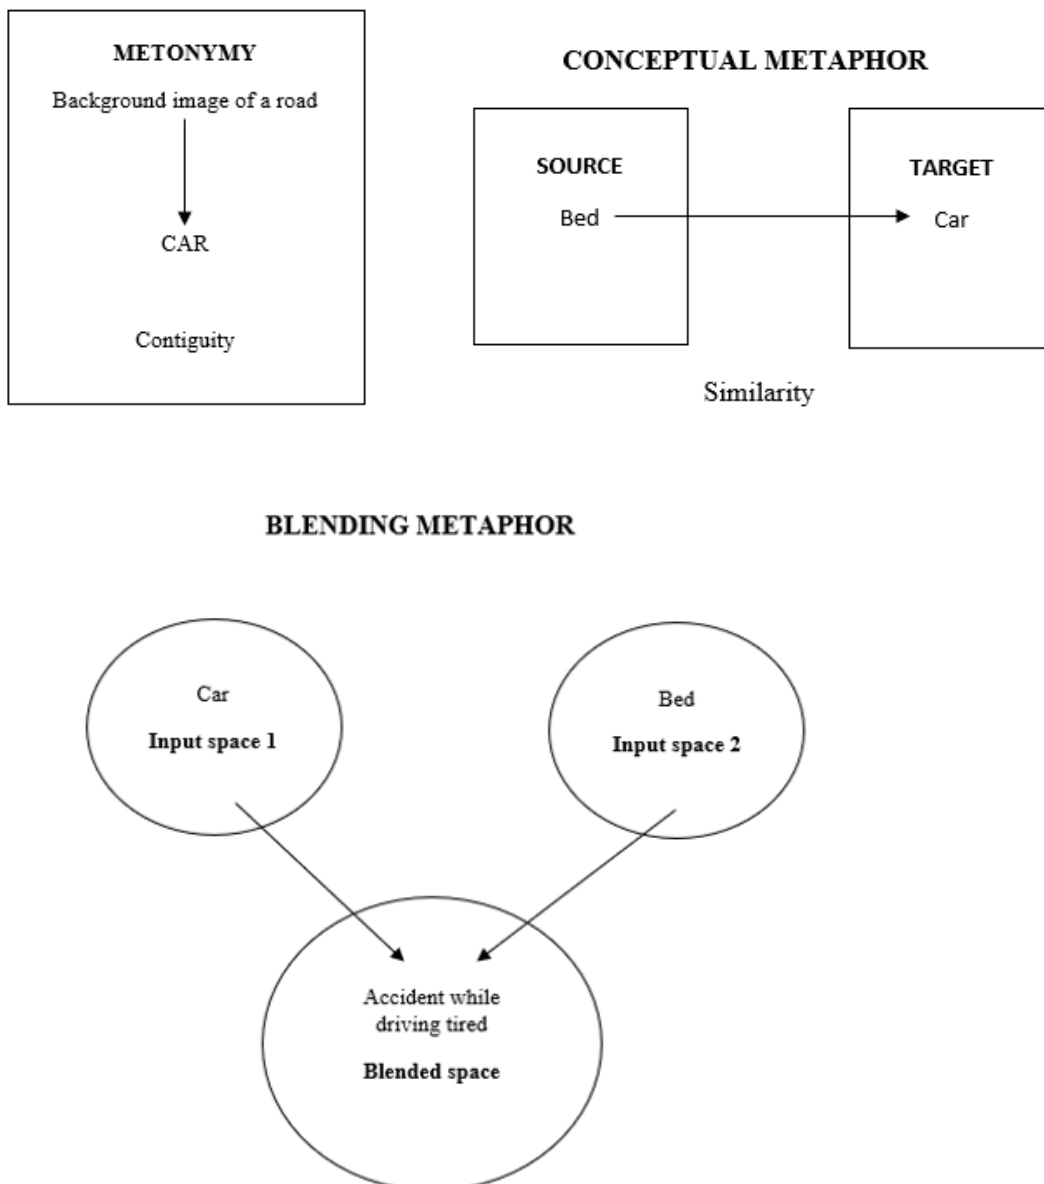 METONYMY
Background image of a road
CAR
Contiguity
CONCEPTUAL METAPHOR
SOURCE
Bed
TARGET
Car
Similarity
BLENDING METAPHOR
Car
Input space 1
Bed
Input space 2
Accident while
driving tired
Blended space